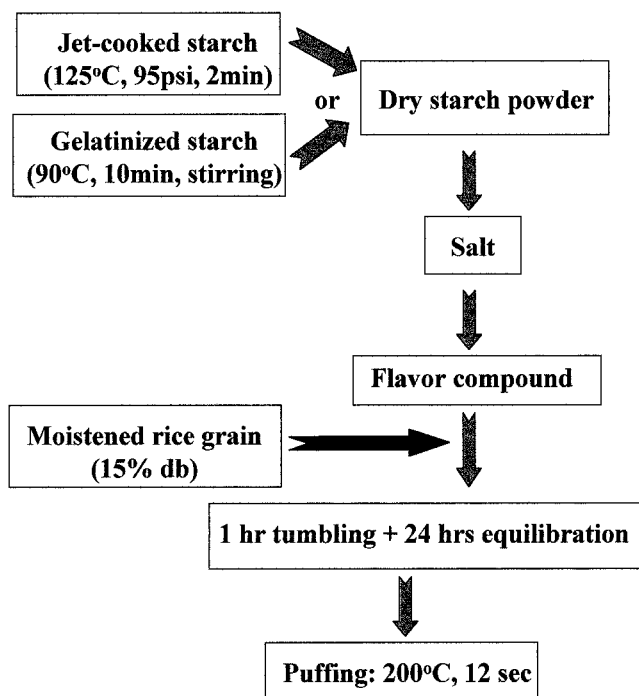 Jet-cooked starch
(125°C, 95psi, 2min)
or
Dry starch powder
Gelatinized starch
(90°C, 10min, stirring)
Salt
Flavor compound
Moistened rice grain
(15% db)
1 hr tumbling + 24 hrs equilibration
Puffing: 200°C, 12 sec